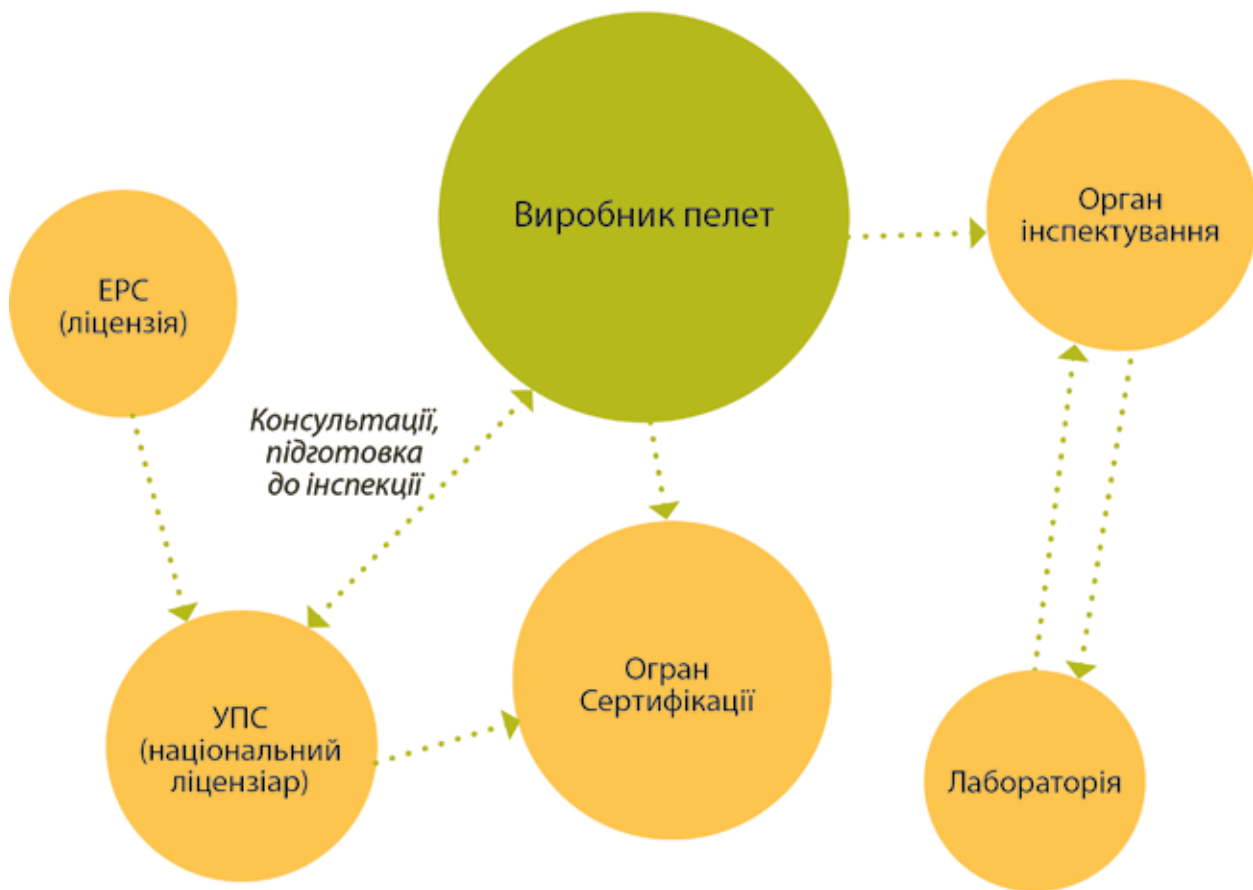 Виробник пелет
Орган
інспектування
ЕРС
(ліцензія)
Консультації,
підготовка
до інспекції
Огран
Сертифікації
УПС
(національний
ліцензіар)
Лабораторія